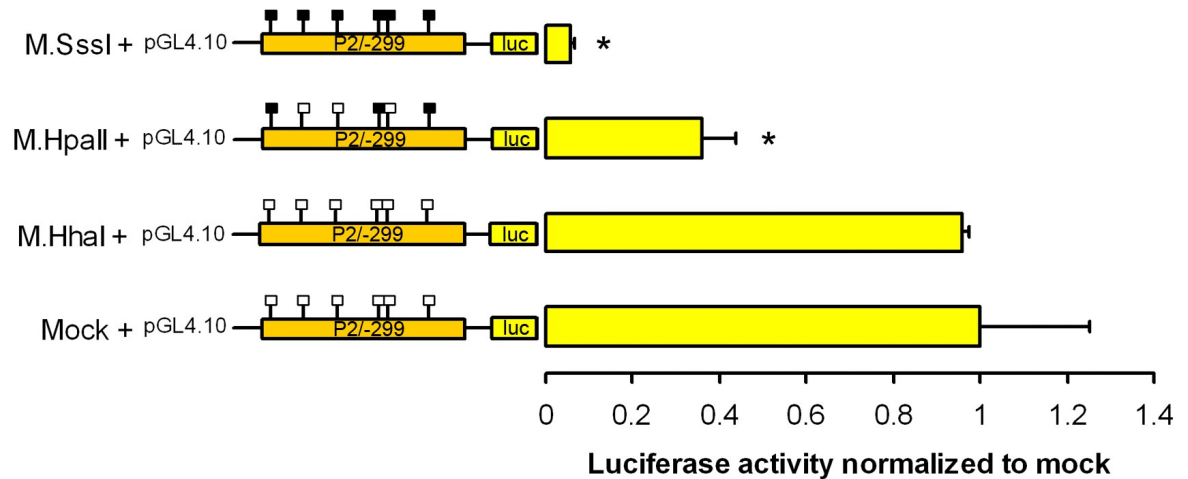 M.SssI + pGL4.10 P2/-299 luc *
M.HpaII + pGL4.10 P2/-299 luc *
M.HhaI + pGL4.10 P2/-299 luc
Mock + pGL4.10 P2/-299 luc
0 0.2 0.4 0.6 0.8 1 1.2 1.4
Luciferase activity normalized to mock